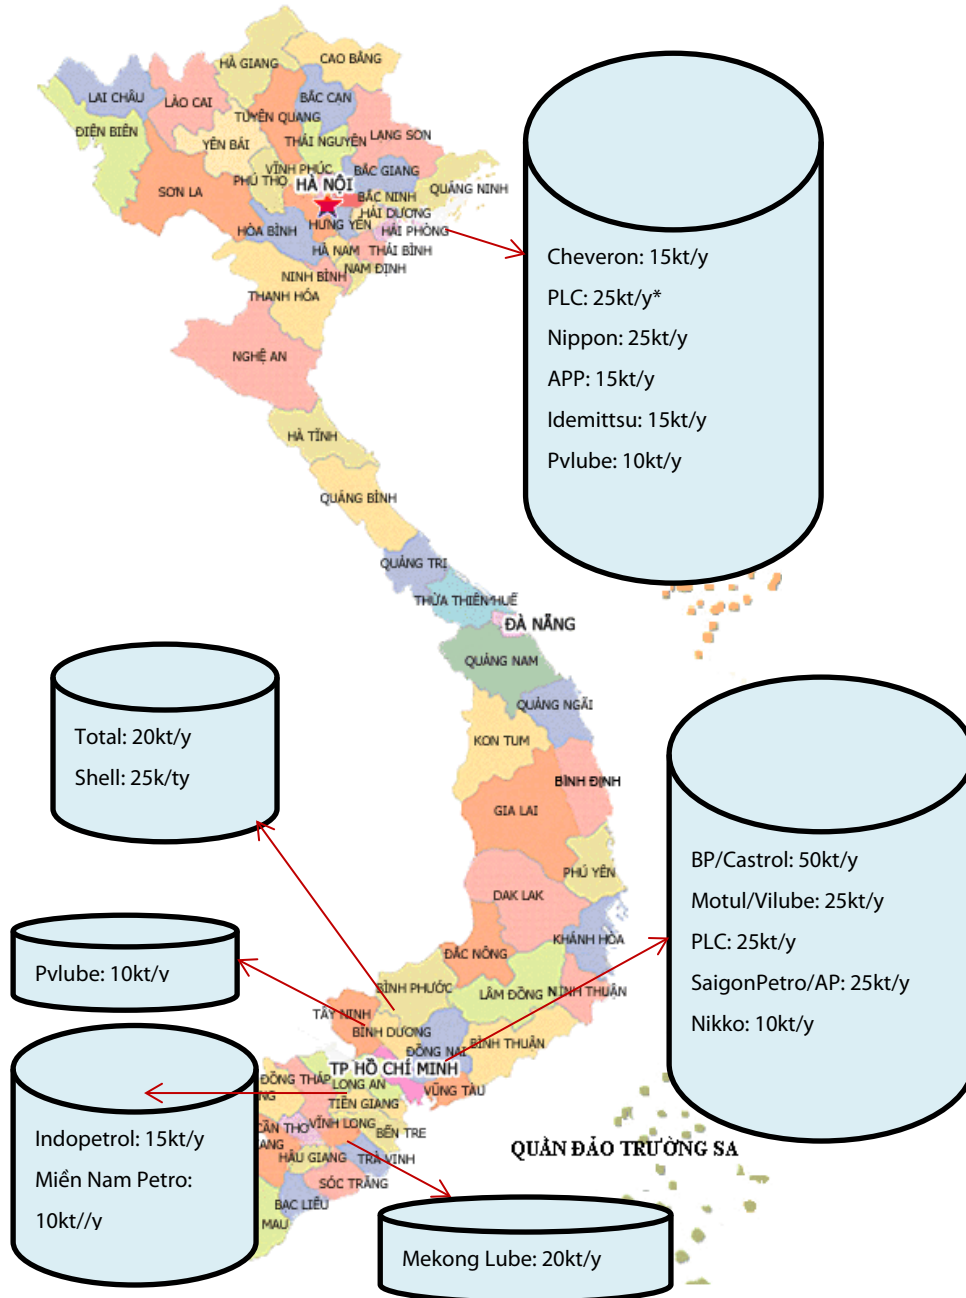 HÀ GIANG
CAO BẰNG
LAI CHÂU
LÀO CAI
BẮC CẠN
TUYÊN QUANG
ĐIỆN BIÊN
YÊN BÁI
THÁI NGUYÊN
LẠNG SƠN
VĨNH PHÚC
PHÚ THỌ
BẮC GIANG
SƠN LA
HÀ NỘI
QUẢNG NINH
BẮC NINH
HẢI DƯƠNG
HƯNG YÊN
HẢI PHÒNG
HÒA BÌNH
HÀ NAM
THÁI BÌNH
NAM ĐỊNH
NINH BÌNH
THANH HÓA
NGHỆ AN
HÀ TĨNH
QUẢNG BÌNH
QUẢNG TRỊ
THỪA THIÊN HUẾ
ĐÀ NẴNG
QUẢNG NAM
QUẢNG NGÃI
KON TUM
BÌNH ĐỊNH
GIA LAI
PHÚ YÊN
DAK LAK
KHÁNH HÒA
ĐẮC NÔNG
BÌNH PHƯỚC
LÂM ĐỒNG
NINH THUẬN
TÂY NINH
BÌNH DƯƠNG
ĐỒNG NAI
BÌNH THUẬN
TP HỒ CHÍ MINH
VŨNG TÀU
ĐỒNG THÁP
LONG AN
TIỀN GIANG
VĨNH LONG
BẾN TRE
CẦN THƠ
TRÀ VINH
HẬU GIANG
SÓC TRĂNG
BẠC LIÊU
MAU
QUẦN ĐẢO TRƯỜNG SA
Cheveron: 15kt/y
PLC: 25kt/y*
Nippon: 25kt/y
APP: 15kt/y
Idemittsu: 15kt/y
Pvlube: 10kt/y
Total: 20kt/y
Shell: 25k/ty
BP/Castrol: 50kt/y
Motul/Vilube: 25kt/y
PLC: 25kt/y
SaigonPetro/AP: 25kt/y
Nikko: 10kt/y
Pvlube: 10kt/y
Indopetrol: 15kt/y
Miền Nam Petro:
10kt//y
Mekong Lube: 20kt/y